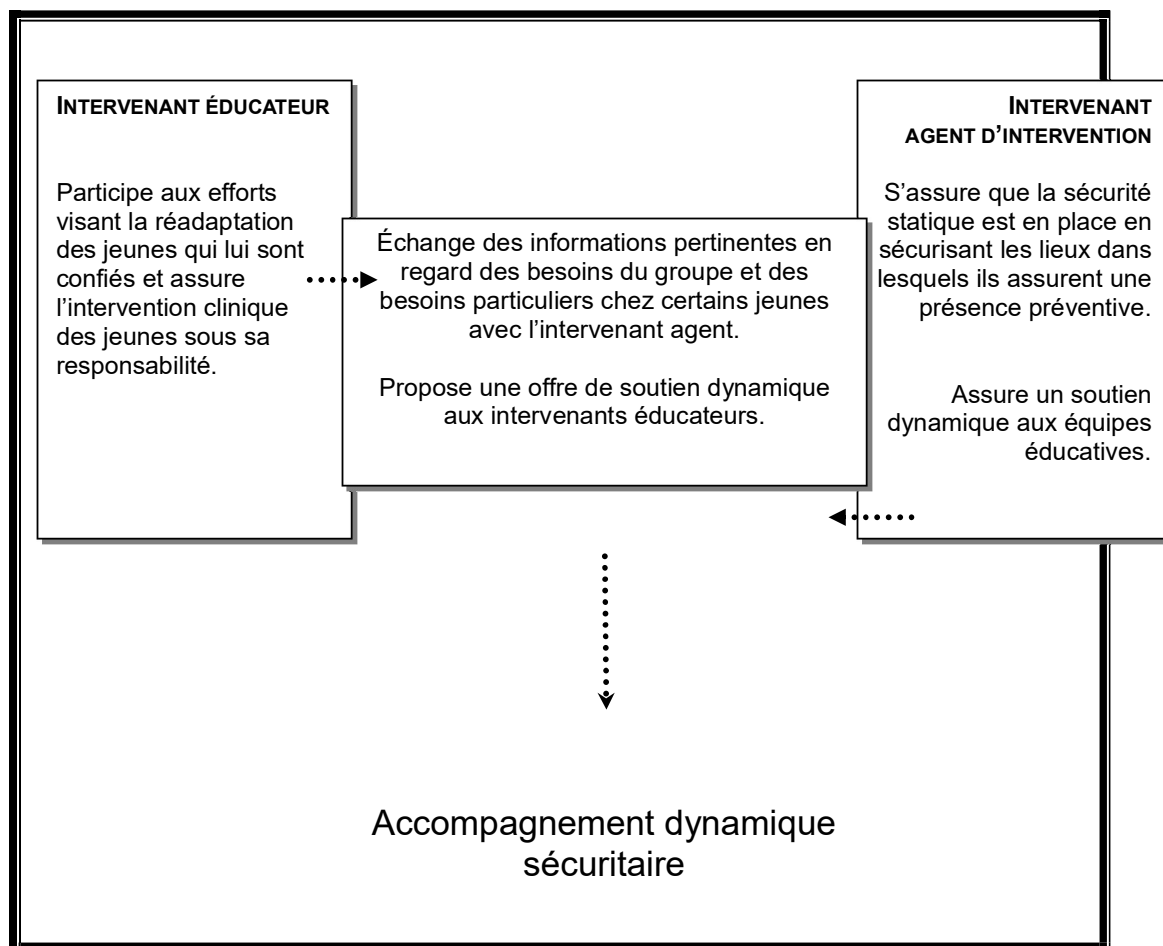 INTERVENANT ÉDUCATEUR
Participe aux efforts
visant la réadaptation
des jeunes qui lui sont
confiés et assure
l’intervention clinique
des jeunes sous sa
responsabilité.
Échange des informations pertinentes en
regard des besoins du groupe et des
besoins particuliers chez certains jeunes
avec l’intervenant agent.
Propose une offre de soutien dynamique
aux intervenants éducateurs.
INTERVENANT
AGENT D’INTERVENTION
S’assure que la sécurité
statique est en place en
sécurisant les lieux dans
lesquels ils assurent une
présence préventive.
Assure un soutien
dynamique aux équipes
éducatives.
Accompagnement dynamique
sécuritaire